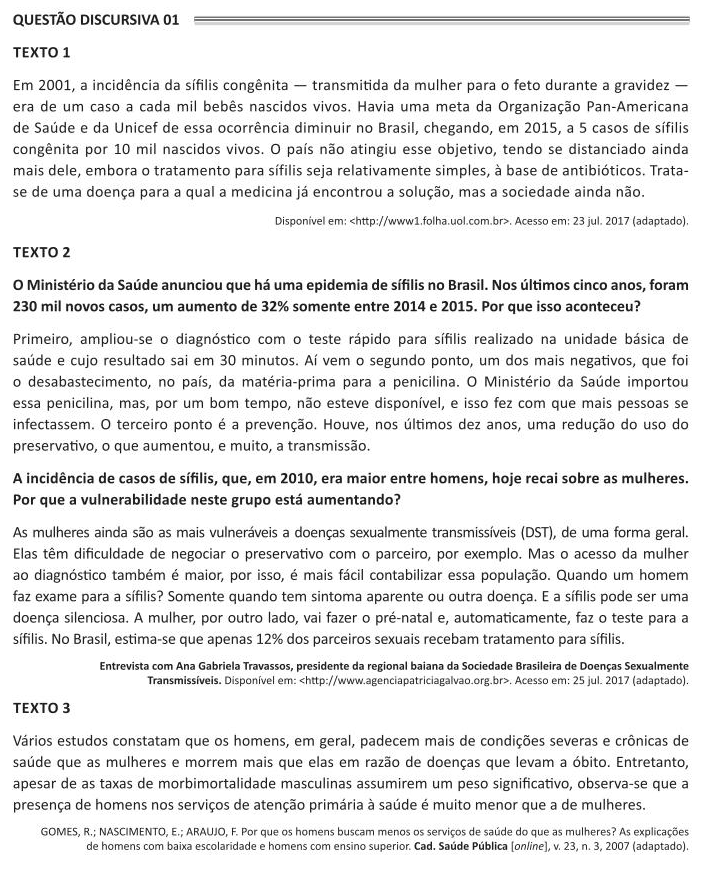 QUESTÃO DISCURSIVA 01
TEXTO 1
Em 2001, a incidência da sífilis congênita — transmitida da mulher para o feto durante a gravidez —
era de um caso a cada mil bebês nascidos vivos. Havia uma meta da Organização Pan-Americana
de Saúde e da Unicef de essa ocorrência diminuir no Brasil, chegando, em 2015, a 5 casos de sífilis
congênita por 10 mil nascidos vivos. O país não atingiu esse objetivo, tendo se distanciado ainda
mais dele, embora o tratamento para sífilis seja relativamente simples, à base de antibióticos. Trata-
se de uma doença para a qual a medicina já encontrou a solução, mas a sociedade ainda não.
Disponível em: <http://www1.folha.uol.com.br>. Acesso em: 23 jul. 2017 (adaptado).
TEXTO 2
O Ministério da Saúde anunciou que há uma epidemia de sífilis no Brasil. Nos últimos cinco anos, foram
230 mil novos casos, um aumento de 32% somente entre 2014 e 2015. Por que isso aconteceu?
Primeiro, ampliou-se o diagnóstico com o teste rápido para sífilis realizado na unidade básica de
saúde e cujo resultado sai em 30 minutos. Aí vem o segundo ponto, um dos mais negativos, que foi
o desabastecimento, no país, da matéria-prima para a penicilina. O Ministério da Saúde importou
essa penicilina, mas, por um bom tempo, não esteve disponível, e isso fez com que mais pessoas se
infectassem. O terceiro ponto é a prevenção. Houve, nos últimos dez anos, uma redução do uso do
preservativo, o que aumentou, e muito, a transmissão.
A incidência de casos de sífilis, que, em 2010, era maior entre homens, hoje recai sobre as mulheres.
Por que a vulnerabilidade neste grupo está aumentando?
As mulheres ainda são as mais vulneráveis a doenças sexualmente transmissíveis (DST), de uma forma geral.
Elas têm dificuldade de negociar o preservativo com o parceiro, por exemplo. Mas o acesso da mulher
ao diagnóstico também é maior, por isso, é mais fácil contabilizar essa população. Quando um homem
faz exame para a sífilis? Somente quando tem sintoma aparente ou outra doença. E a sífilis pode ser uma
doença silenciosa. A mulher, por outro lado, vai fazer o pré-natal e, automaticamente, faz o teste para a
sífilis. No Brasil, estima-se que apenas 12% dos parceiros sexuais recebam tratamento para sífilis.
Entrevista com Ana Gabriela Travassos, presidente da regional baiana da Sociedade Brasileira de Doenças Sexualmente
Transmissíveis. Disponível em: <http://www.agenciapatriciagalvao.org.br>. Acesso em: 25 jul. 2017 (adaptado).
TEXTO 3
Vários estudos constatam que os homens, em geral, padecem mais de condições severas e crônicas de
saúde que as mulheres e morrem mais que elas em razão de doenças que levam a óbito. Entretanto,
apesar de as taxas de morbimortalidade masculinas assumirem um peso significativo, observa-se que a
presença de homens nos serviços de atenção primária à saúde é muito menor que a de mulheres.
GOMES, R.; NASCIMENTO, E.; ARAUJO, F. Por que os homens buscam menos os serviços de saúde do que as mulheres? As explicações
de homens com baixa escolaridade e homens com ensino superior. Cad. Saúde Pública [online], v. 23, n. 3, 2007 (adaptado).